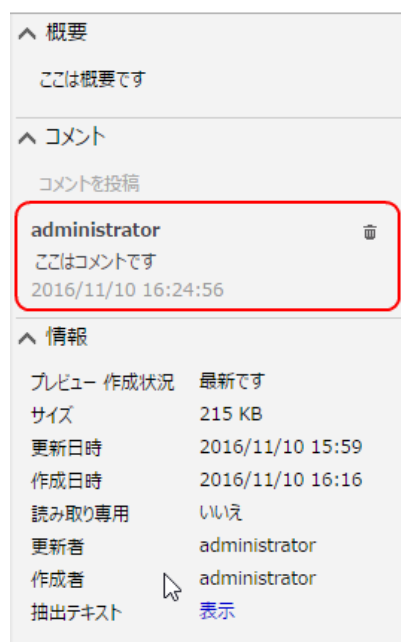 概要
ここは概要です
コメント
コメントを投稿
administrator
ここはコメントです
2016/11/10 16:24:56
情報
プレビュー 作成状況 最新です
サイズ 215 KB
更新日時 2016/11/10 15:59
作成日時 2016/11/10 16:16
読み取り専用 いいえ
更新者 administrator
作成者 administrator
抽出テキスト 表示